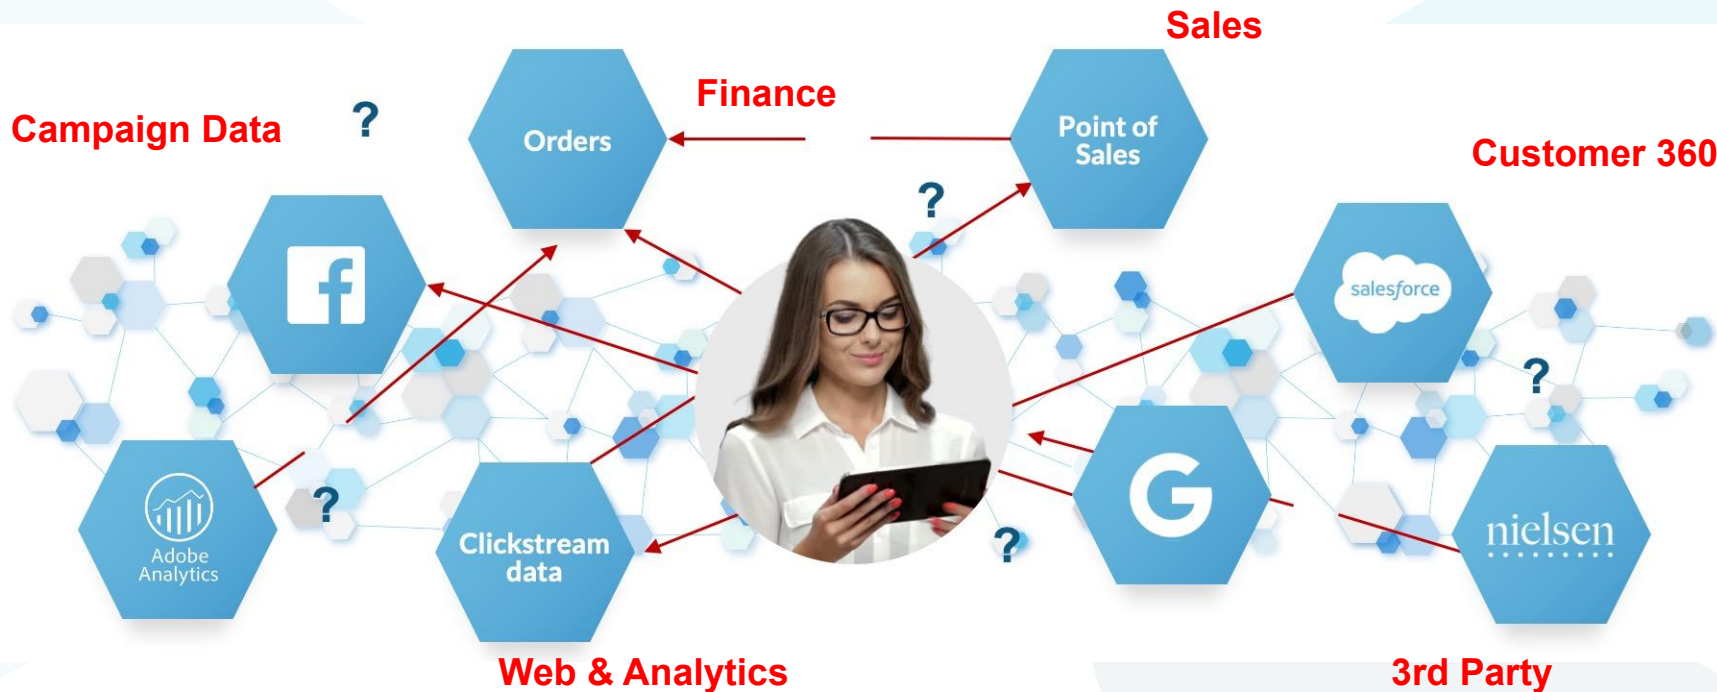 Sales
Finance
Campaign Data
?
Orders
Point of
Sales
Customer 360
?
f
salesforce
?
G
?
Adobe
Analytics
Clickstream
data
?
nielsen
Web & Analytics
3rd Party